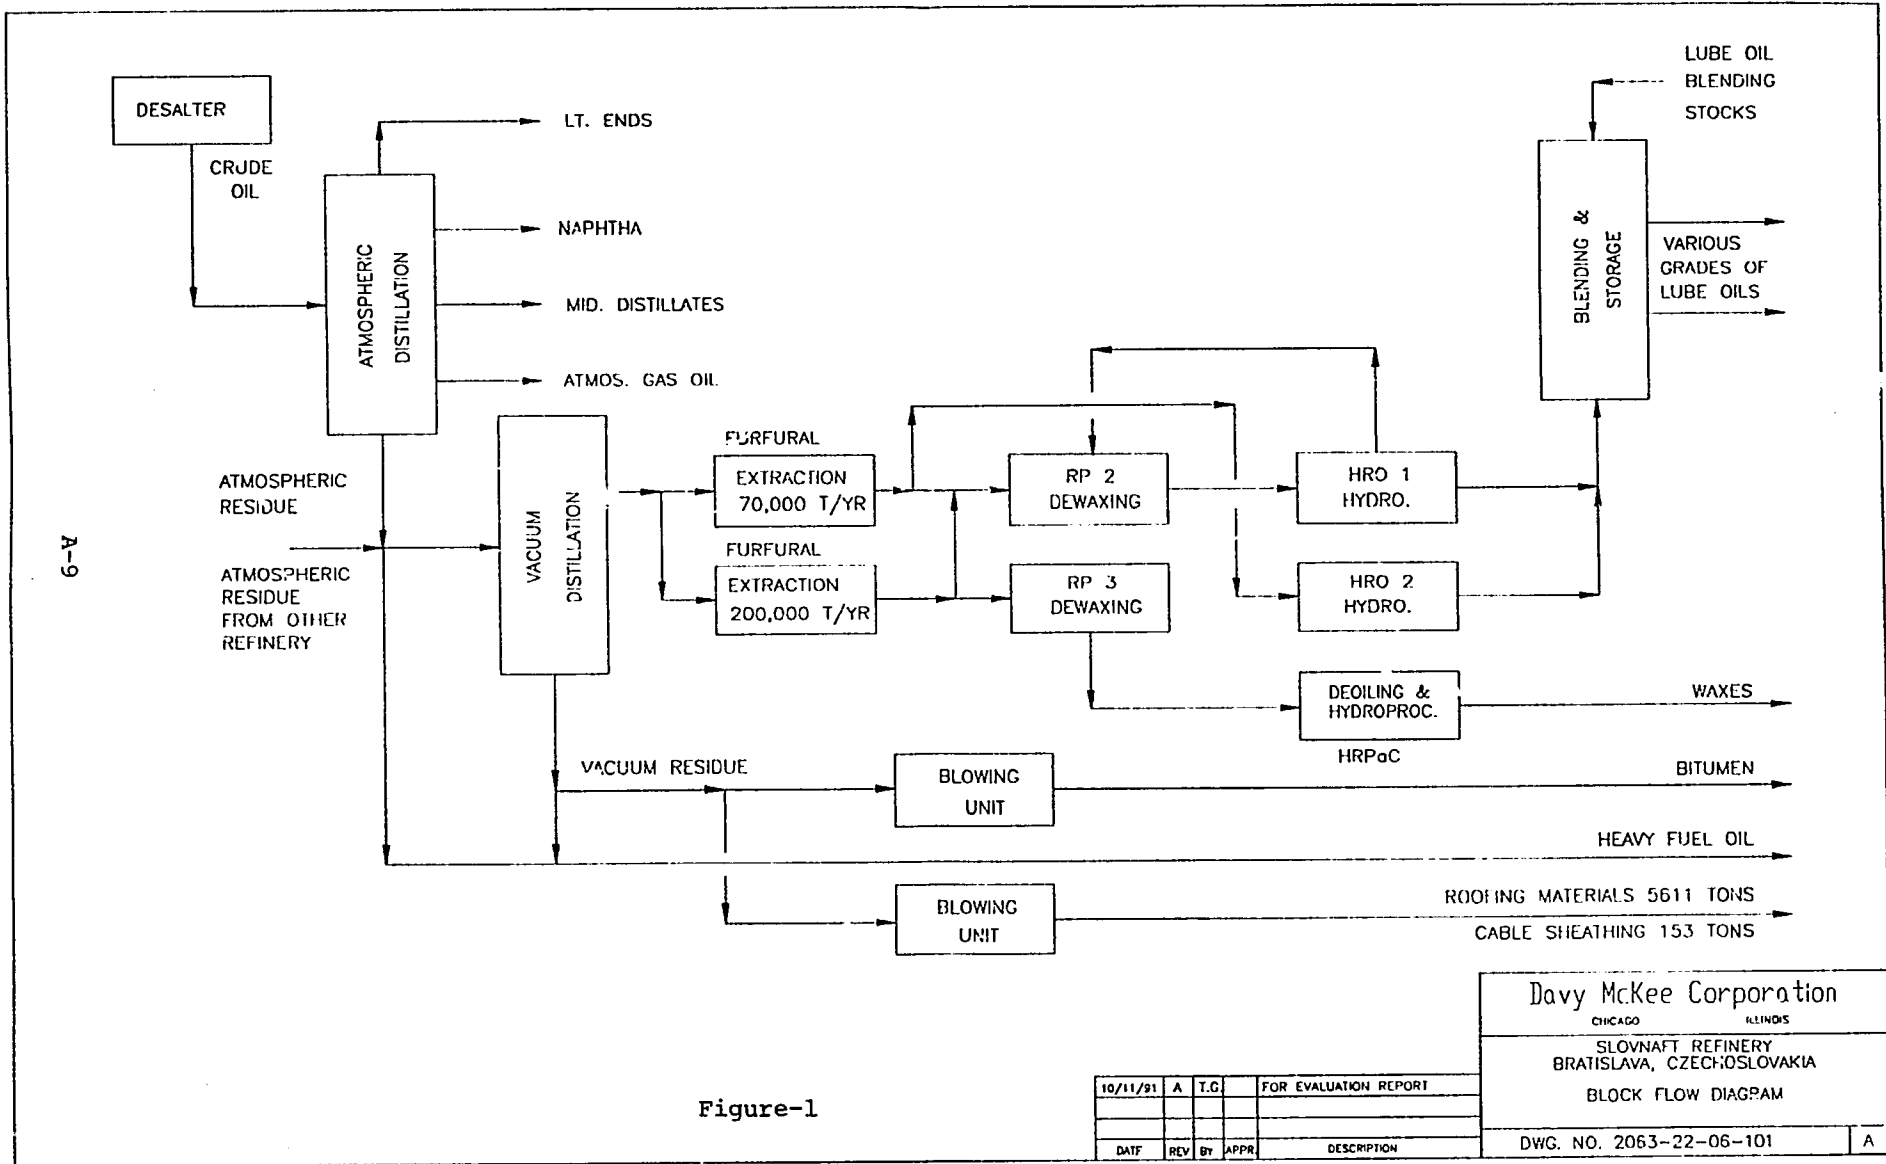 DESALTER
CRUDE
OIL
LT. ENDS
NAPHTHA
MID. DISTILLATES
ATMOS. GAS OIL
ATMOSPHERIC
DISTILLATION
LUBE OIL
BLENDING
STOCKS
BLENDING &
STORAGE
VARIOUS
GRADES OF
LUBE OILS
ATMOSPHERIC
RESIDUE
ATMOSPHERIC
RESIDUE
FROM OTHER
REFINERY
VACUUM
DISTILLATION
FURFURAL
EXTRACTION
70,000 T/YR
FURFURAL
EXTRACTION
200,000 T/YR
RP 2
DEWAXING
RP 3
DEWAXING
HRO 1
HYDRO.
HRO 2
HYDRO.
DEOILING &
HYDROPROC.
HRPaC
WAXES
VACUUM RESIDUE
BLOWING
UNIT
BITUMEN
HEAVY FUEL OIL
BLOWING
UNIT
ROOFING MATERIALS 5611 TONS
CABLE SHEATHING 153 TONS
A-9
Figure-1
Davy McKee Corporation
CHICAGO ILLINOIS
SLOVNAFT REFINERY
BRATISLAVA, CZECHOSLOVAKIA
BLOCK FLOW DIAGRAM
DWG. NO. 2063-22-06-101 A
10/11/91 A T.G. FOR EVALUATION REPORT
DATE REV BY APPR. DESCRIPTION